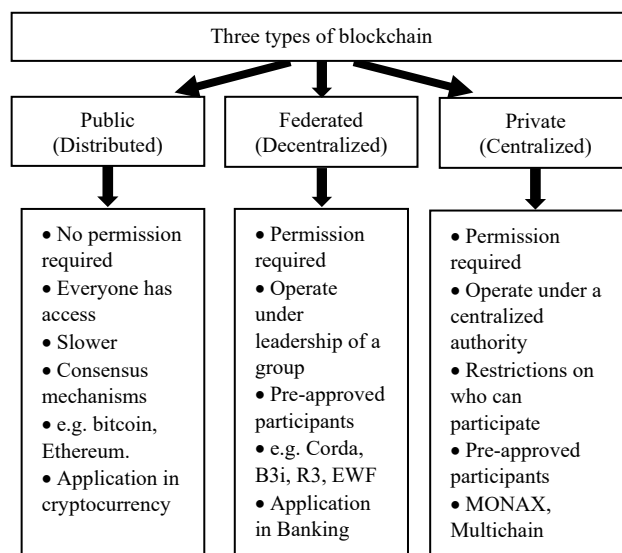 Three types of blockchain
Public
(Distributed)
Federated
(Decentralized)
Private
(Centralized)
• No permission
required
• Everyone has
access
• Slower
• Consensus
mechanisms
• e.g. bitcoin,
Ethereum.
• Application in
cryptocurrency
• Permission
required
• Operate
under
leadership of a
group
• Pre-approved
participants
• e.g. Corda,
B3i, R3, EWF
• Application
in Banking
• Permission
required
• Operate under a
centralized
authority
• Restrictions on
who can
participate
• Pre-approved
participants
• MONAX,
Multichain